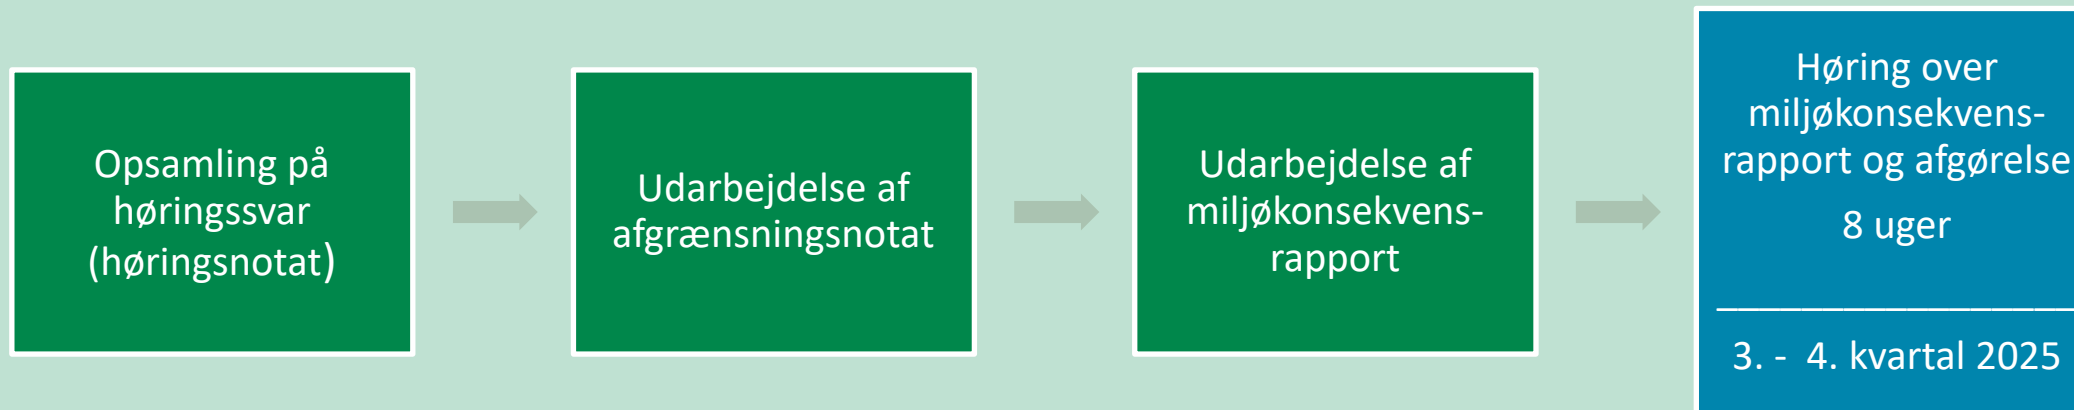 Opsamling på
høringssvar
(høringsnotat)
Udarbejdelse af
afgrænsningsnotat
Udarbejdelse af
miljøkonsekvens-
rapport
Høring over
miljøkonsekvens-
rapport og afgørelse
8 uger
3. - 4. kvartal 2025